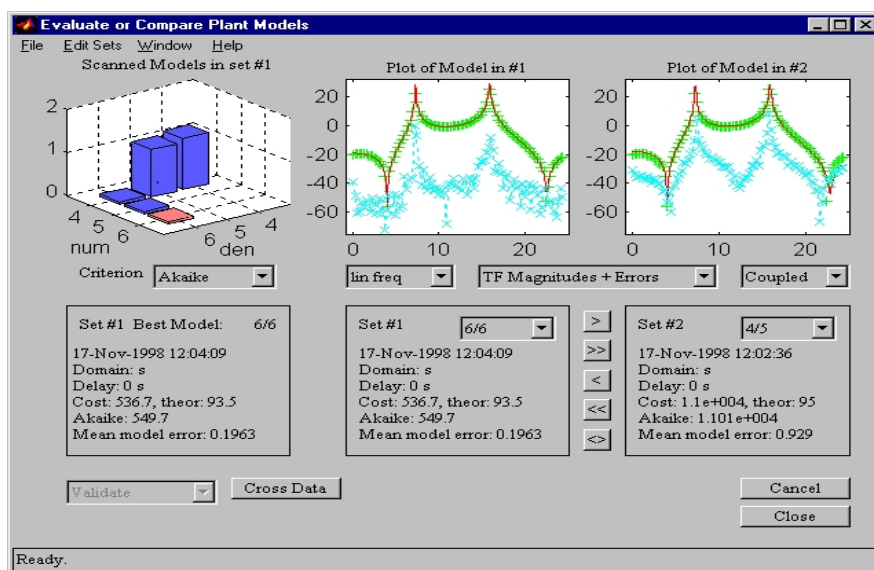 Evaluate or Compare Plant Models
File Edit Sets Window Help
Scanned Models in set #1
2
1
0
4
5
6
num
6
5
4
den
Plot of Model in #1
20
0
-20
-40
-60
0 10 20
Plot of Model in #2
20
0
-20
-40
-60
0 10 20
Criterion Akaike
lin freq
TF Magnitudes + Errors
Coupled
Set #1 Best Model: 6/6
17-Nov-1998 12:04:09
Domain: s
Delay: 0 s
Cost: 536.7, theor: 93.5
Akaike: 549.7
Mean model error: 0.1963
Set #1 6/6
17-Nov-1998 12:04:09
Domain: s
Delay: 0 s
Cost: 536.7, theor: 93.5
Akaike: 549.7
Mean model error: 0.1963
>
>>
<
<<
<>
Set #2 4/5
17-Nov-1998 12:02:36
Domain: s
Delay: 0 s
Cost: 1.1e+004, theor: 95
Akaike: 1.101e+004
Mean model error: 0.929
Validate
Cross Data
Cancel
Close
Ready.